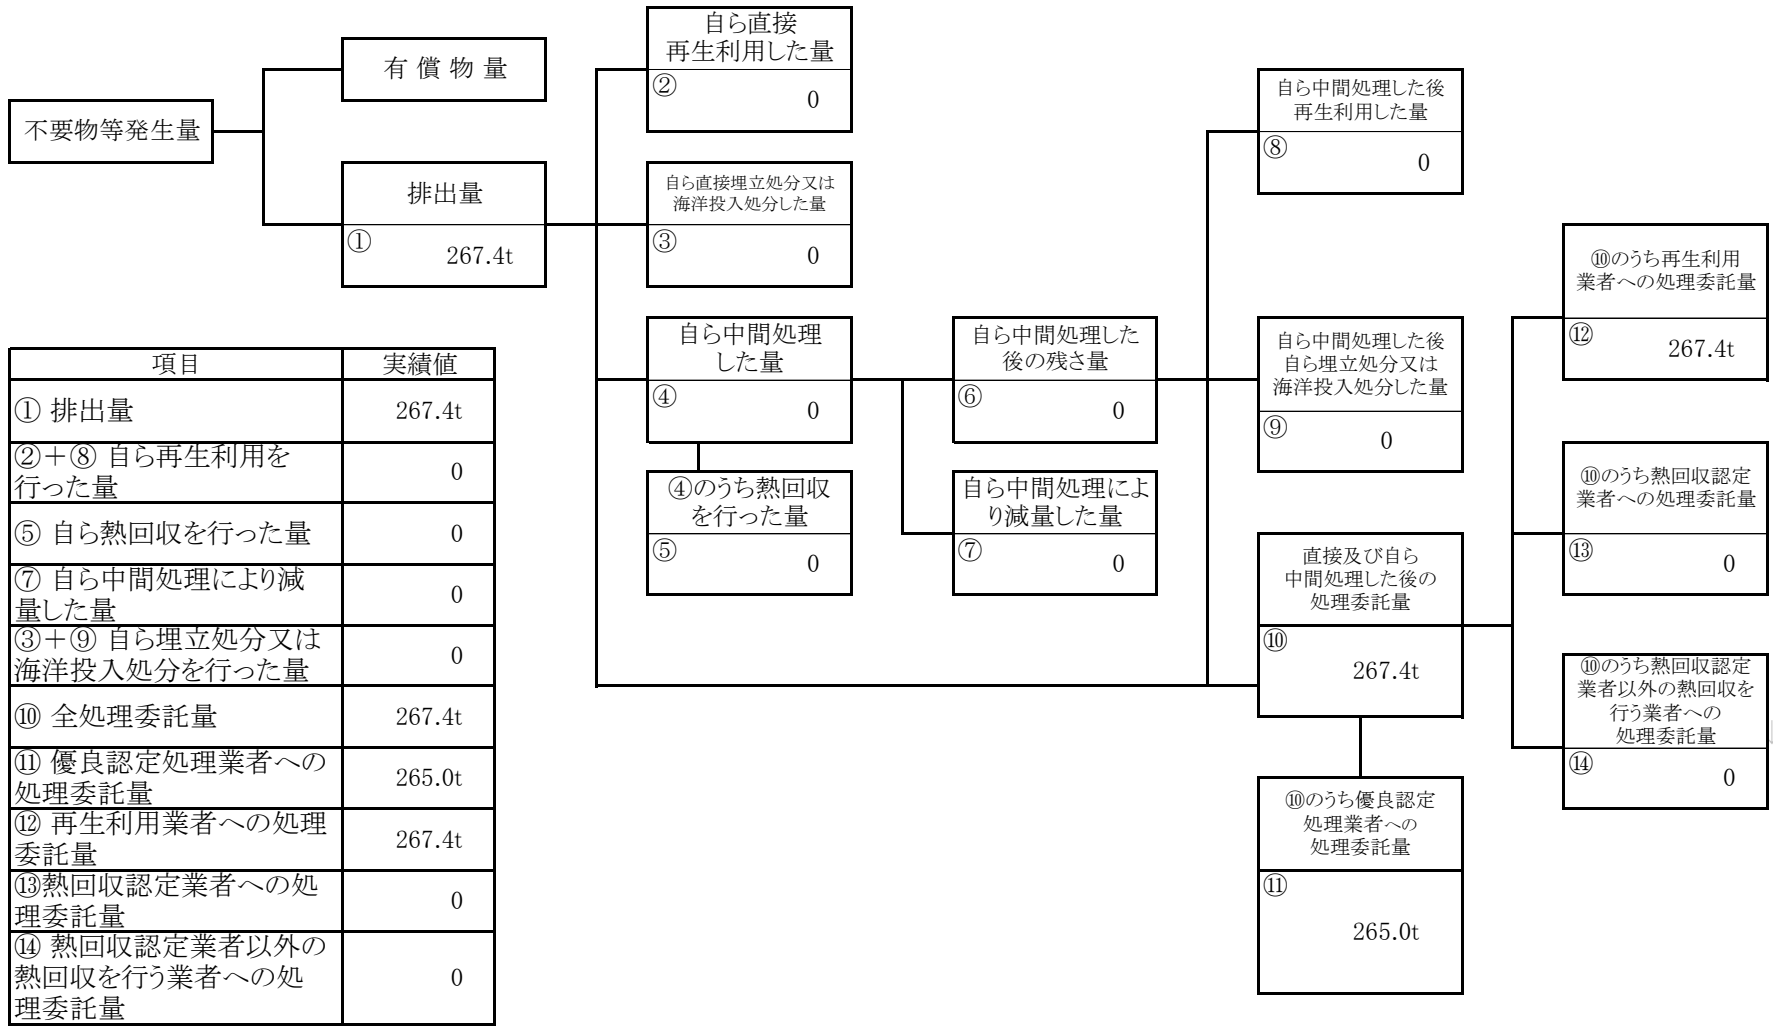 不要物等発生量
有 償 物 量
排出量
①
267.4t
自ら直接
再生利用した量
②
0
自ら直接埋立処分又は
海洋投入処分した量
③
0
自ら中間処理
した量
④
0
④のうち熱回収
を行った量
⑤
0
自ら中間処理した
後の残さ量
⑥
0
自ら中間処理によ
り減量した量
⑦
0
自ら中間処理した後
再生利用した量
⑧
0
自ら中間処理した後
自ら埋立処分又は
海洋投入処分した量
⑨
0
直接及び自ら
中間処理した後の
処理委託量
⑩
267.4t
⑩のうち優良認定
処理業者への
処理委託量
⑪
265.0t
⑩のうち再生利用
業者への処理委託量
⑫
267.4t
⑩のうち熱回収認定
業者への処理委託量
⑬
0
⑩のうち熱回収認定
業者以外の熱回収を
行う業者への
処理委託量
⑭
0
項目 実績値
① 排出量 267.4t
②＋⑧ 自ら再生利用を
行った量
0
⑤ 自ら熱回収を行った量 0
⑦ 自ら中間処理により減
量した量
0
③＋⑨ 自ら埋立処分又は
海洋投入処分を行った量
0
⑩ 全処理委託量 267.4t
⑪ 優良認定処理業者への
処理委託量
265.0t
⑫ 再生利用業者への処理
委託量
267.4t
⑬熱回収認定業者への処
理委託量
0
⑭ 熱回収認定業者以外の
熱回収を行う業者への処
理委託量
0